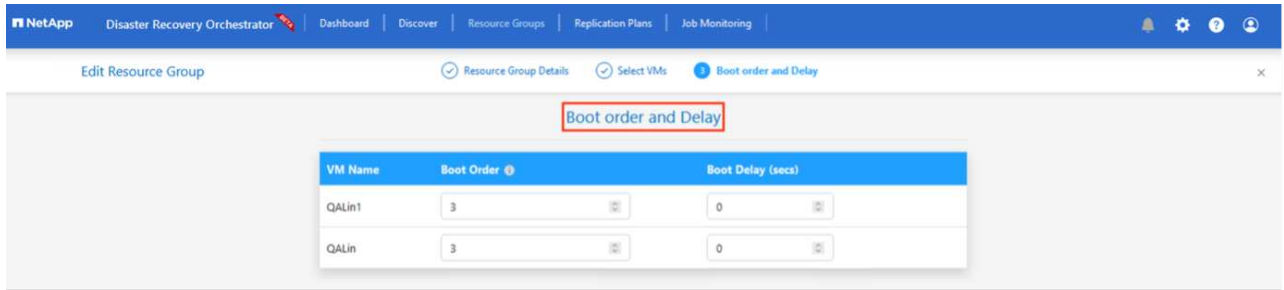 NetApp Disaster Recovery Orchestrator BETA Dashboard Discover Resource Groups Replication Plans Job Monitoring
Edit Resource Group Resource Group Details Select VMs 3 Boot order and Delay
Boot order and Delay
VM Name Boot Order Boot Delay (secs)
QALin1 3 0
QALin 3 0